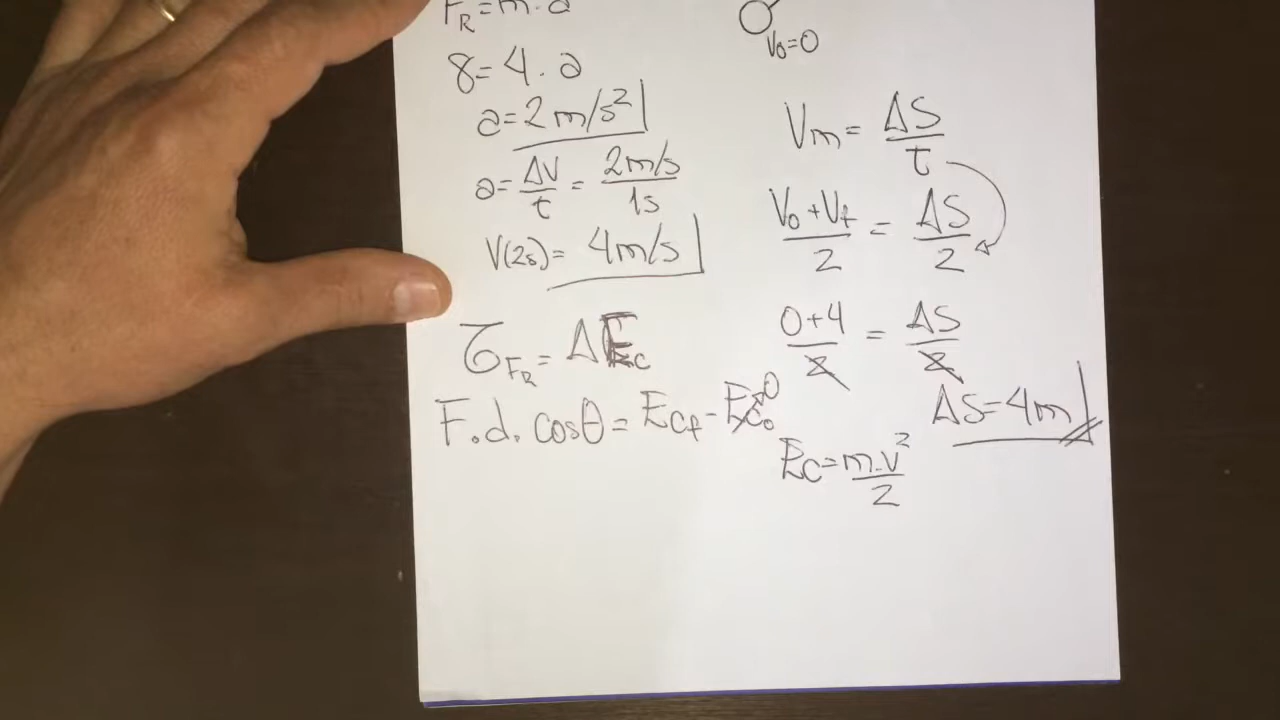 F_R = m . a
8 = 4 . a
a = 2 m/s²
a = ΔV/t = 2m/s / 1s
V(2s) = 4m/s
τ_FR = ΔEc
F.d. cosθ = Ecf - Ec₀ 0
V₀=0
Vm = ΔS/t
V₀+Vf/2 = ΔS/2
0+4/2 = ΔS/2
ΔS=4m
Ec = m.v²/2